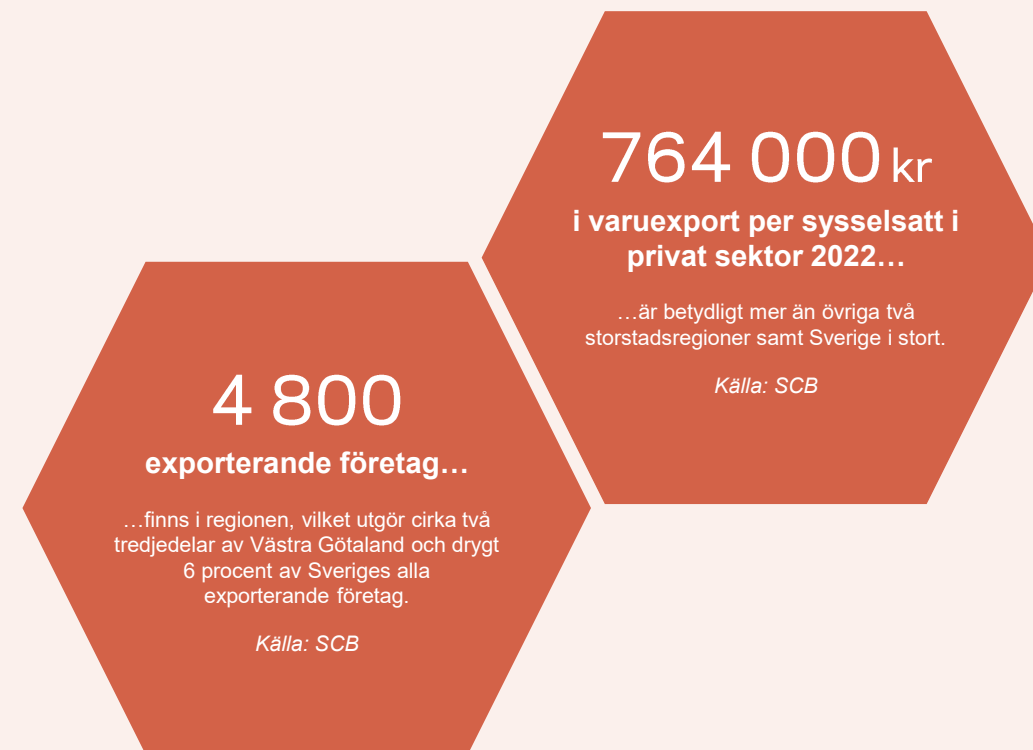 764 000 kr
i varuexport per sysselsatt i
privat sektor 2022…
…är betydligt mer än övriga två
storstadsregioner samt Sverige i stort.
Källa: SCB
4 800
exporterande företag…
…finns i regionen, vilket utgör cirka två
tredjedelar av Västra Götaland och drygt
6 procent av Sveriges alla
exporterande företag.
Källa: SCB